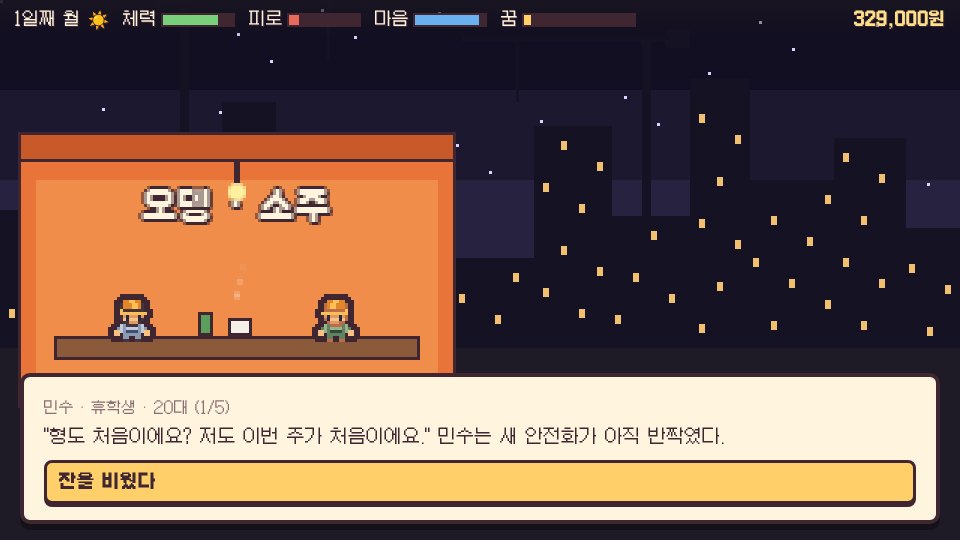 1일째 월 체력 피로 마음 꿈 329,000원
오뎅 소주
민수 · 휴학생 · 20대 (1/5)
"형도 처음이에요? 저도 이번 주가 처음이에요." 민수는 새 안전화가 아직 반짝였다.
잔을 비웠다